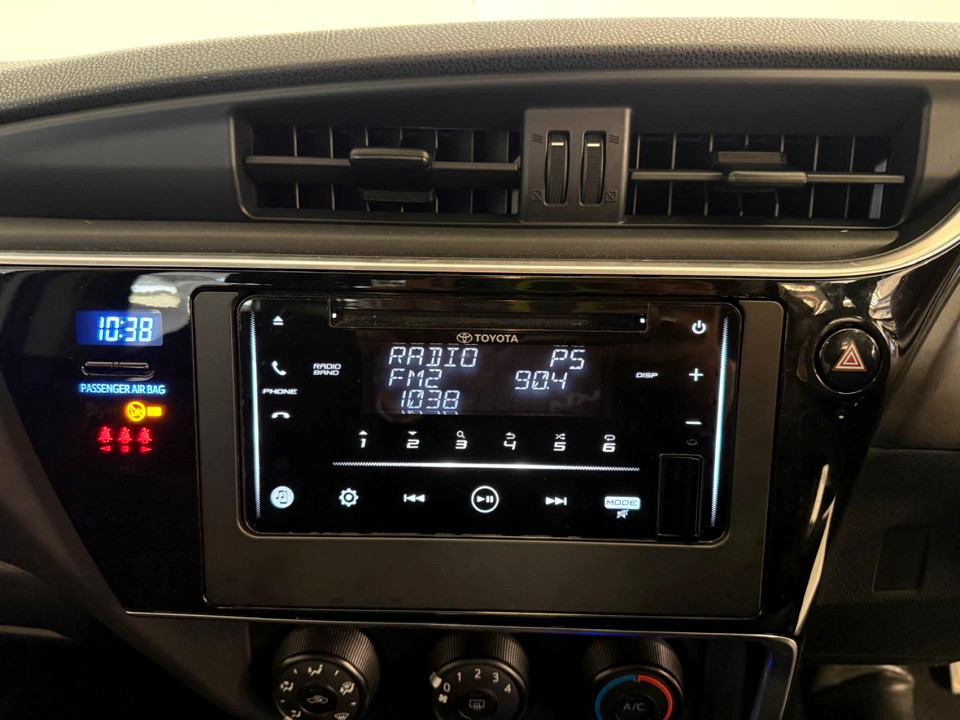 10:38
PASSENGER AIR BAG
TOYOTA
RADIO PS
FM2 90.4
10:38
RADIO BAND
PHONE
DISP
1 2 3 4 5 6
MODE
0 1 2 3 4
A/C